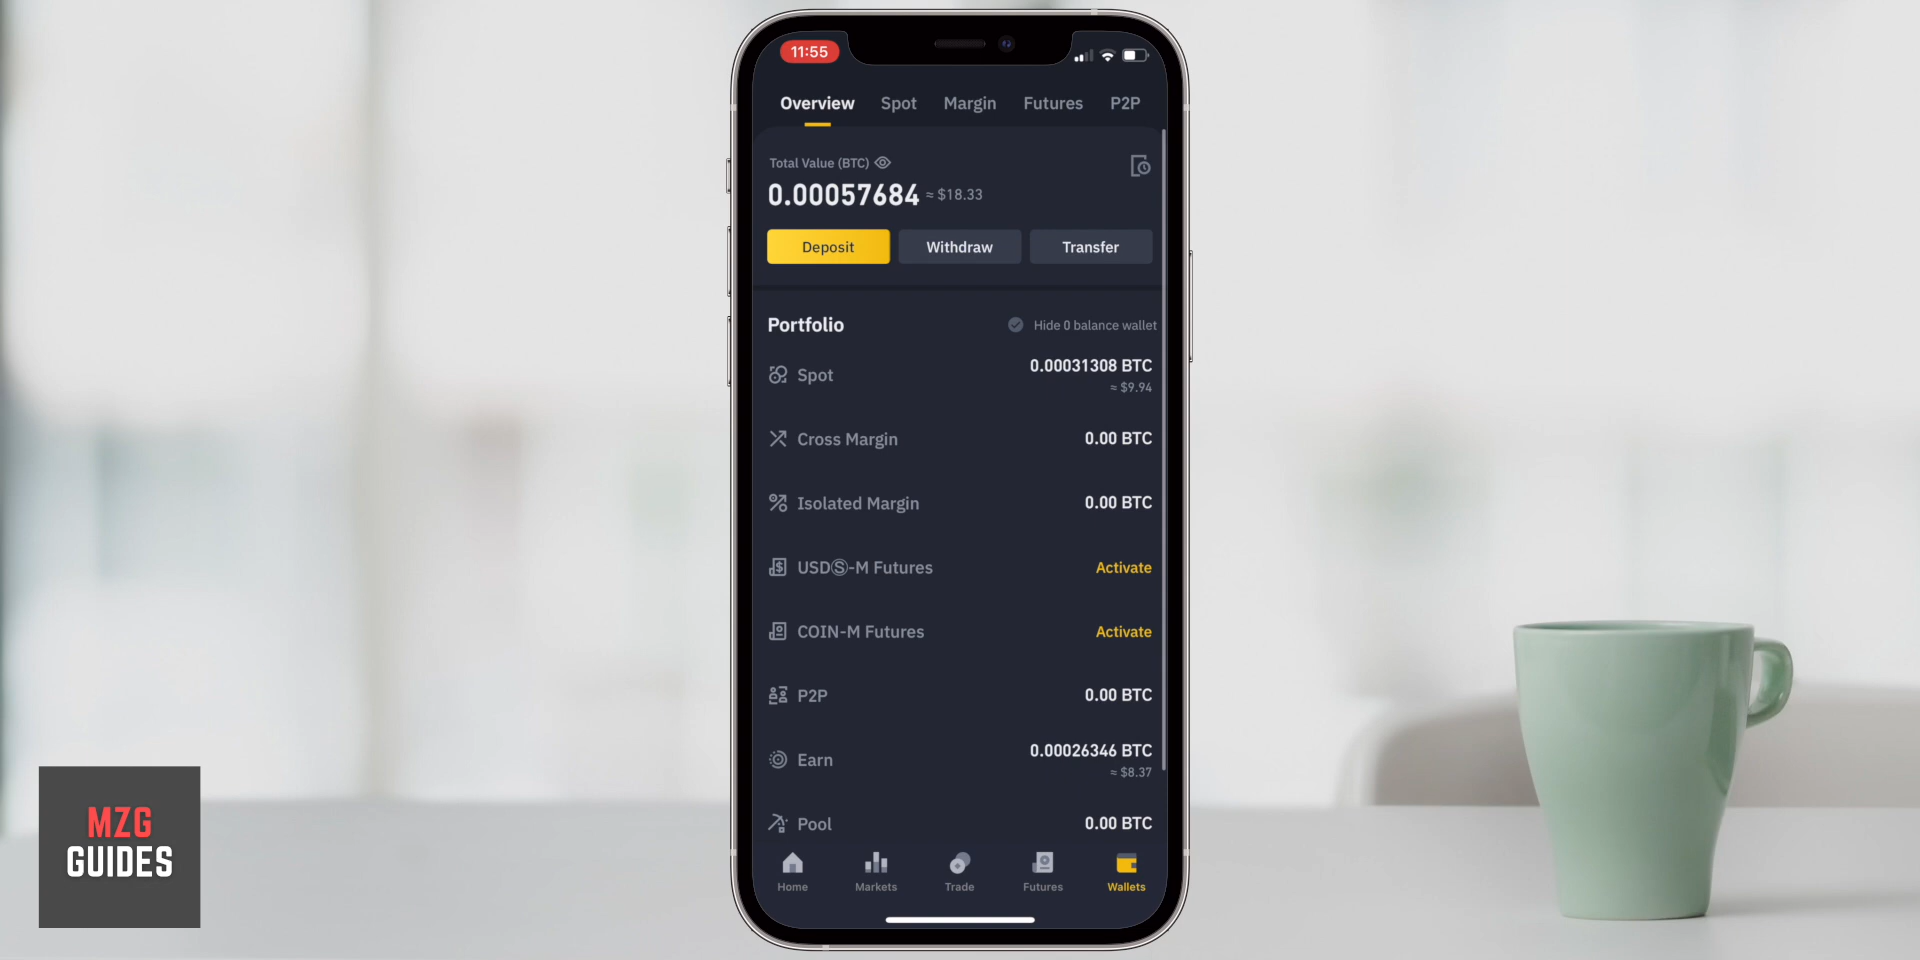 11:55
Overview Spot Margin Futures P2P
Total Value (BTC)
0.00057684 ≈ $18.33
Deposit Withdraw Transfer
Portfolio Hide 0 balance wallet
Spot 0.00031308 BTC
≈ $9.94
Cross Margin 0.00 BTC
Isolated Margin 0.00 BTC
USDⓈ-M Futures Activate
COIN-M Futures Activate
P2P 0.00 BTC
Earn 0.00026346 BTC
≈ $8.37
Pool 0.00 BTC
Home Markets Trade Futures Wallets
MZG
GUIDES